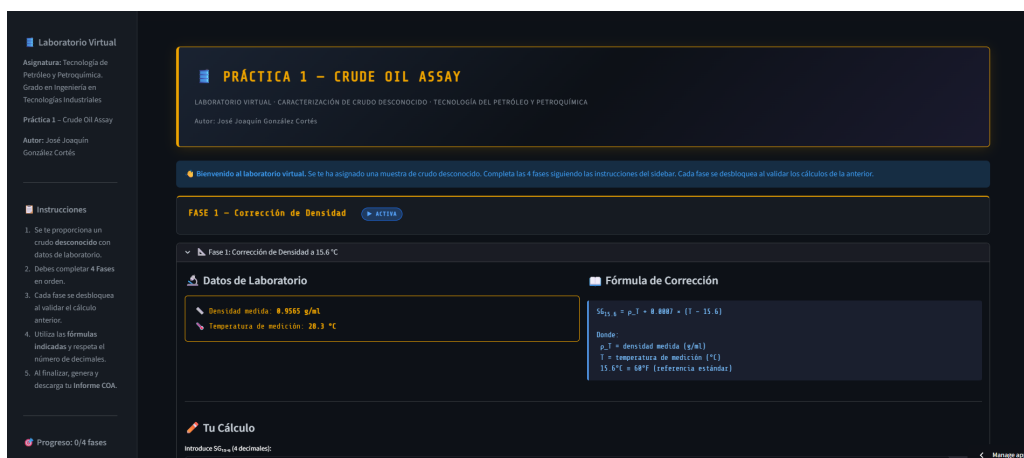 Laboratorio Virtual
Asignatura: Tecnología de
Petróleo y Petroquímica.
Grado en Ingeniería en
Tecnologías Industriales
Práctica 1 – Crude Oil Assay
Autor: José Joaquín
González Cortés
Instrucciones
1. Se te proporciona un
crudo desconocido con
datos de laboratorio.
2. Debes completar 4 Fases
en orden.
3. Cada fase se desbloquea
al validar el cálculo
anterior.
4. Utiliza las fórmulas
indicadas y respeta el
número de decimales.
5. Al finalizar, genera y
descarga tu Informe COA.
Progreso: 0/4 fases
PRÁCTICA 1 — CRUDE OIL ASSAY
LABORATORIO VIRTUAL · CARACTERIZACIÓN DE CRUDO DESCONOCIDO · TECNOLOGÍA DEL PETRÓLEO Y PETROQUÍMICA
Autor: José Joaquín González Cortés
Bienvenido al laboratorio virtual. Se te ha asignado una muestra de crudo desconocido. Completa las 4 fases siguiendo las instrucciones del sidebar. Cada fase se desbloquea al validar los cálculos de la anterior.
FASE 1 — Corrección de Densidad ▶ ACTIVA
Fase 1: Corrección de Densidad a 15.6 °C
Datos de Laboratorio
Densidad medida: 0.9565 g/ml
Temperatura de medición: 28.3 °C
Fórmula de Corrección
SG₁₅.₆ = ρ_T + 0.0007 * (T - 15.6)
Donde:
ρ_T = densidad medida (g/ml)
T = temperatura de medición (°C)
15.6°C = 60°F (referencia estándar)
Tu Cálculo
Introduce SG₁₅.₆ (4 decimales):
Manage app